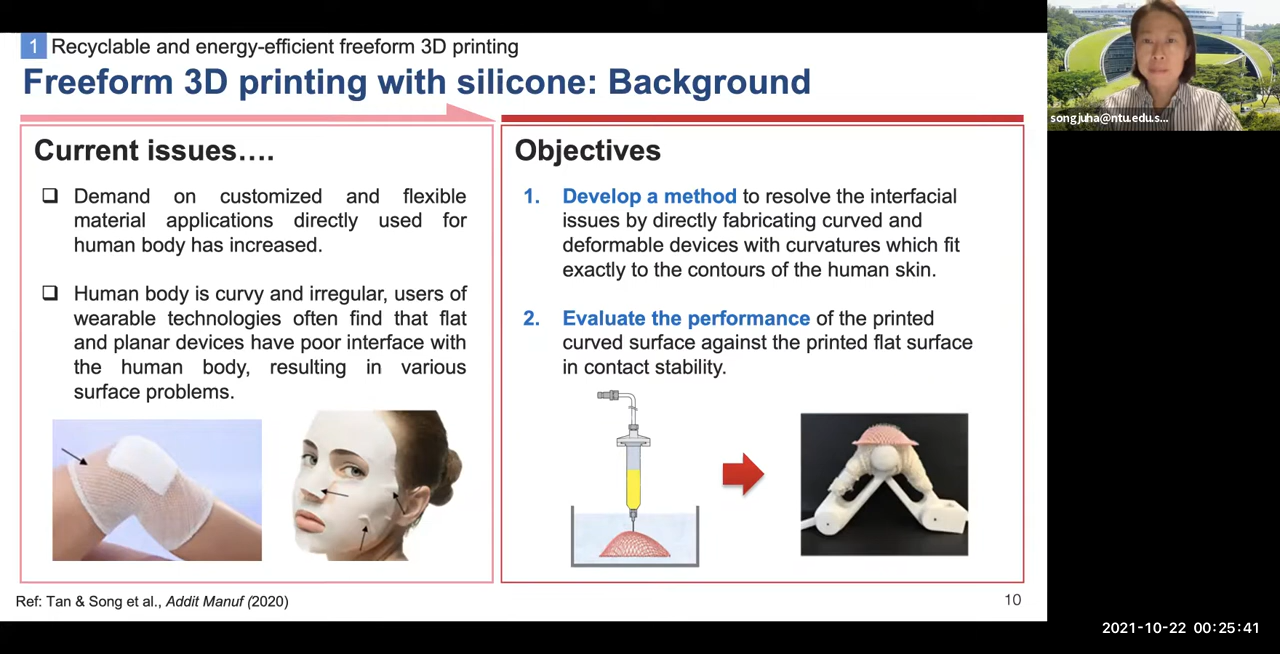 1 Recyclable and energy-efficient freeform 3D printing
Freeform 3D printing with silicone: Background
Current issues….
❑ Demand on customized and flexible
material applications directly used for
human body has increased.
❑ Human body is curvy and irregular, users of
wearable technologies often find that flat
and planar devices have poor interface with
the human body, resulting in various
surface problems.
Objectives
1. Develop a method to resolve the interfacial
issues by directly fabricating curved and
deformable devices with curvatures which fit
exactly to the contours of the human skin.
2. Evaluate the performance of the printed
curved surface against the printed flat surface
in contact stability.
Ref: Tan & Song et al., Addit Manuf (2020)
10
songjuha@ntu.edu.s...
2021-10-22 00:25:41